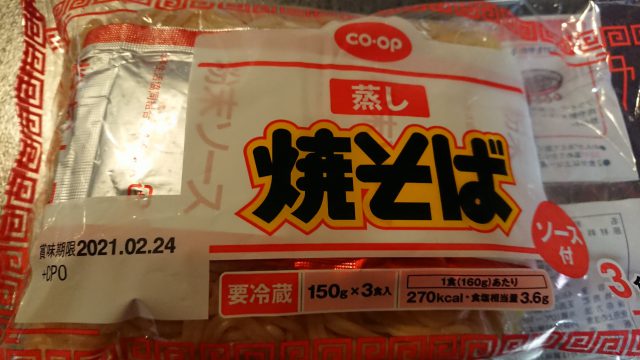 CO・OP
蒸し
焼そば
粉末ソース
ソース付
賞味期限2021.02.24
+CPO
要冷蔵
150g×3食入
1食(160g)あたり
270kcal・食塩相当量3.6g